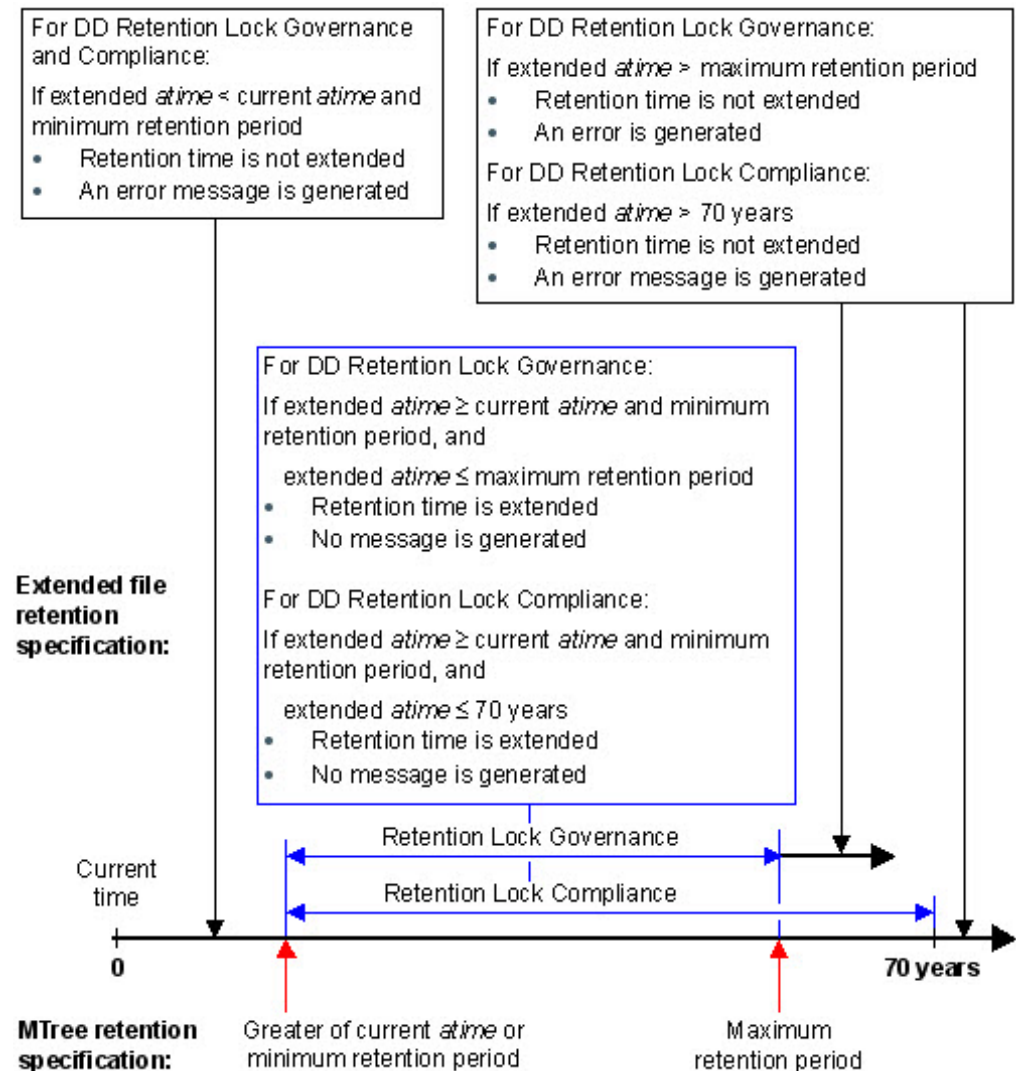 For DD Retention Lock Governance
and Compliance:
If extended atime < current atime and
minimum retention period
• Retention time is not extended
• An error message is generated
For DD Retention Lock Governance:
If extended atime > maximum retention period
• Retention time is not extended
• An error is generated
For DD Retention Lock Compliance:
If extended atime > 70 years
• Retention time is not extended
• An error message is generated
For DD Retention Lock Governance:
If extended atime ≥ current atime and minimum
retention period, and
extended atime ≤ maximum retention period
• Retention time is extended
• No message is generated
For DD Retention Lock Compliance:
If extended atime ≥ current atime and minimum
retention period, and
extended atime ≤ 70 years
• Retention time is extended
• No message is generated
Extended file
retention
specification:
Retention Lock Governance
Current
time
Retention Lock Compliance
0
70 years
MTree retention
specification:
Greater of current atime or
minimum retention period
Maximum
retention period